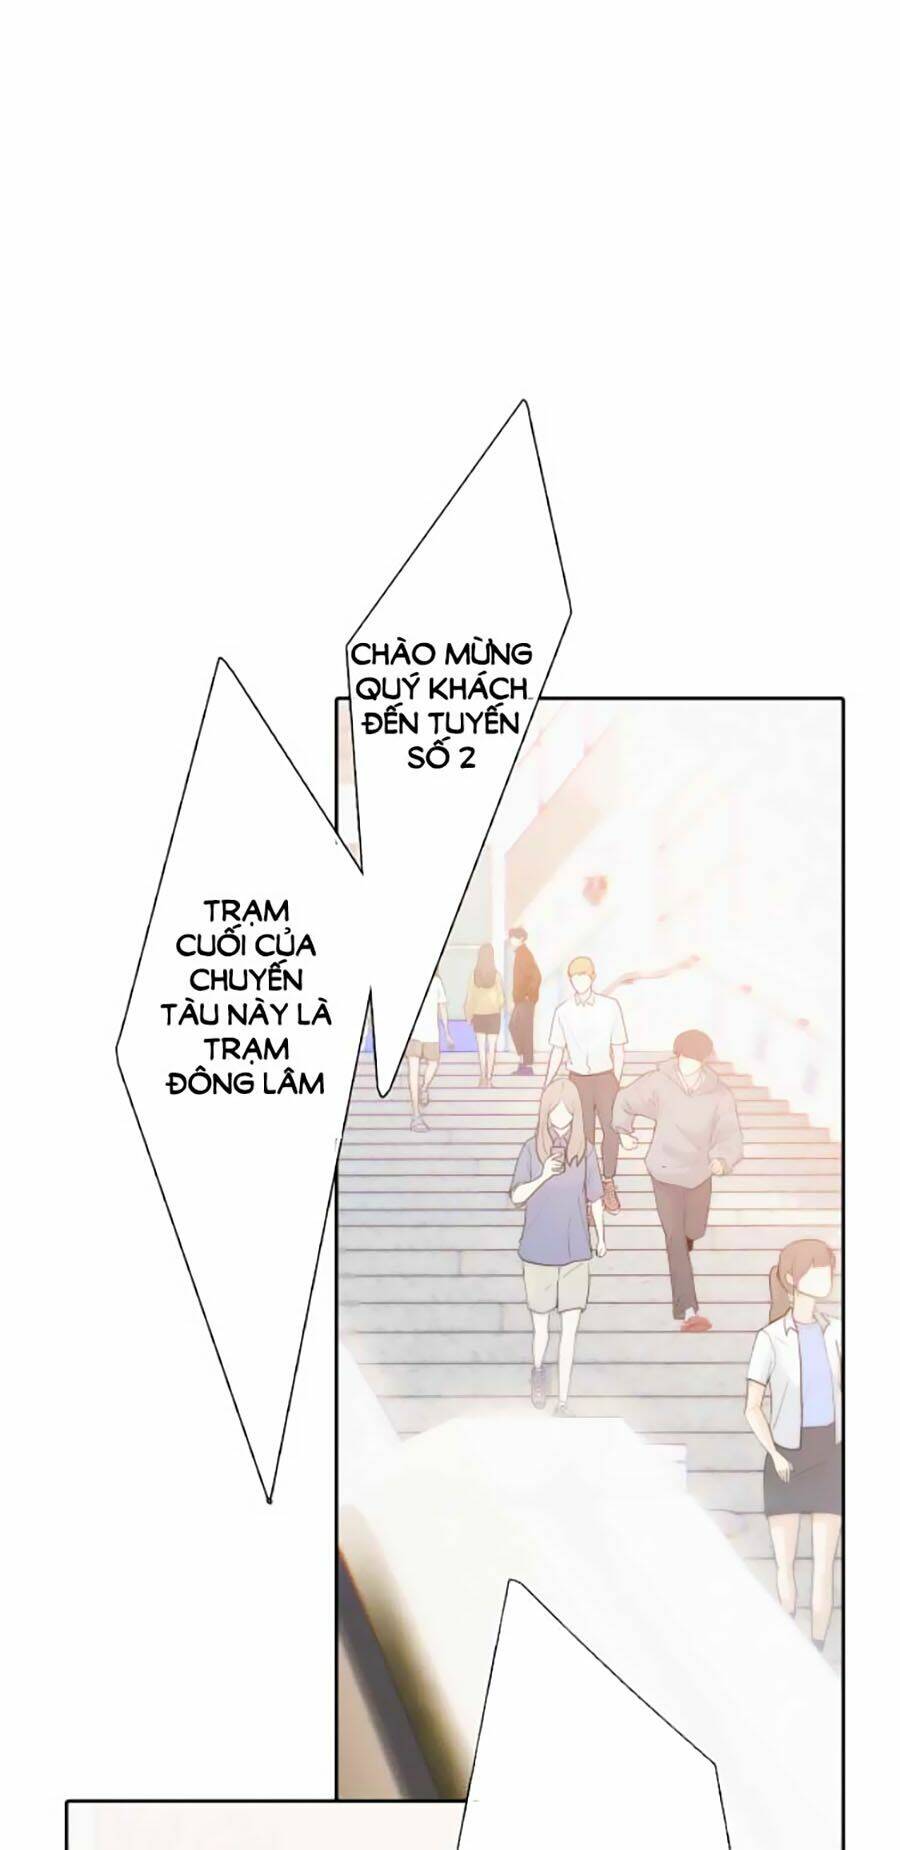 CHÀO MỪNG
QUÝ KHÁCH
ĐẾN TUYẾN
SỐ 2
TRẠM
CUỐI CỦA
CHUYẾN
TÀU NÀY LÀ
TRẠM
ĐÔNG LÂM